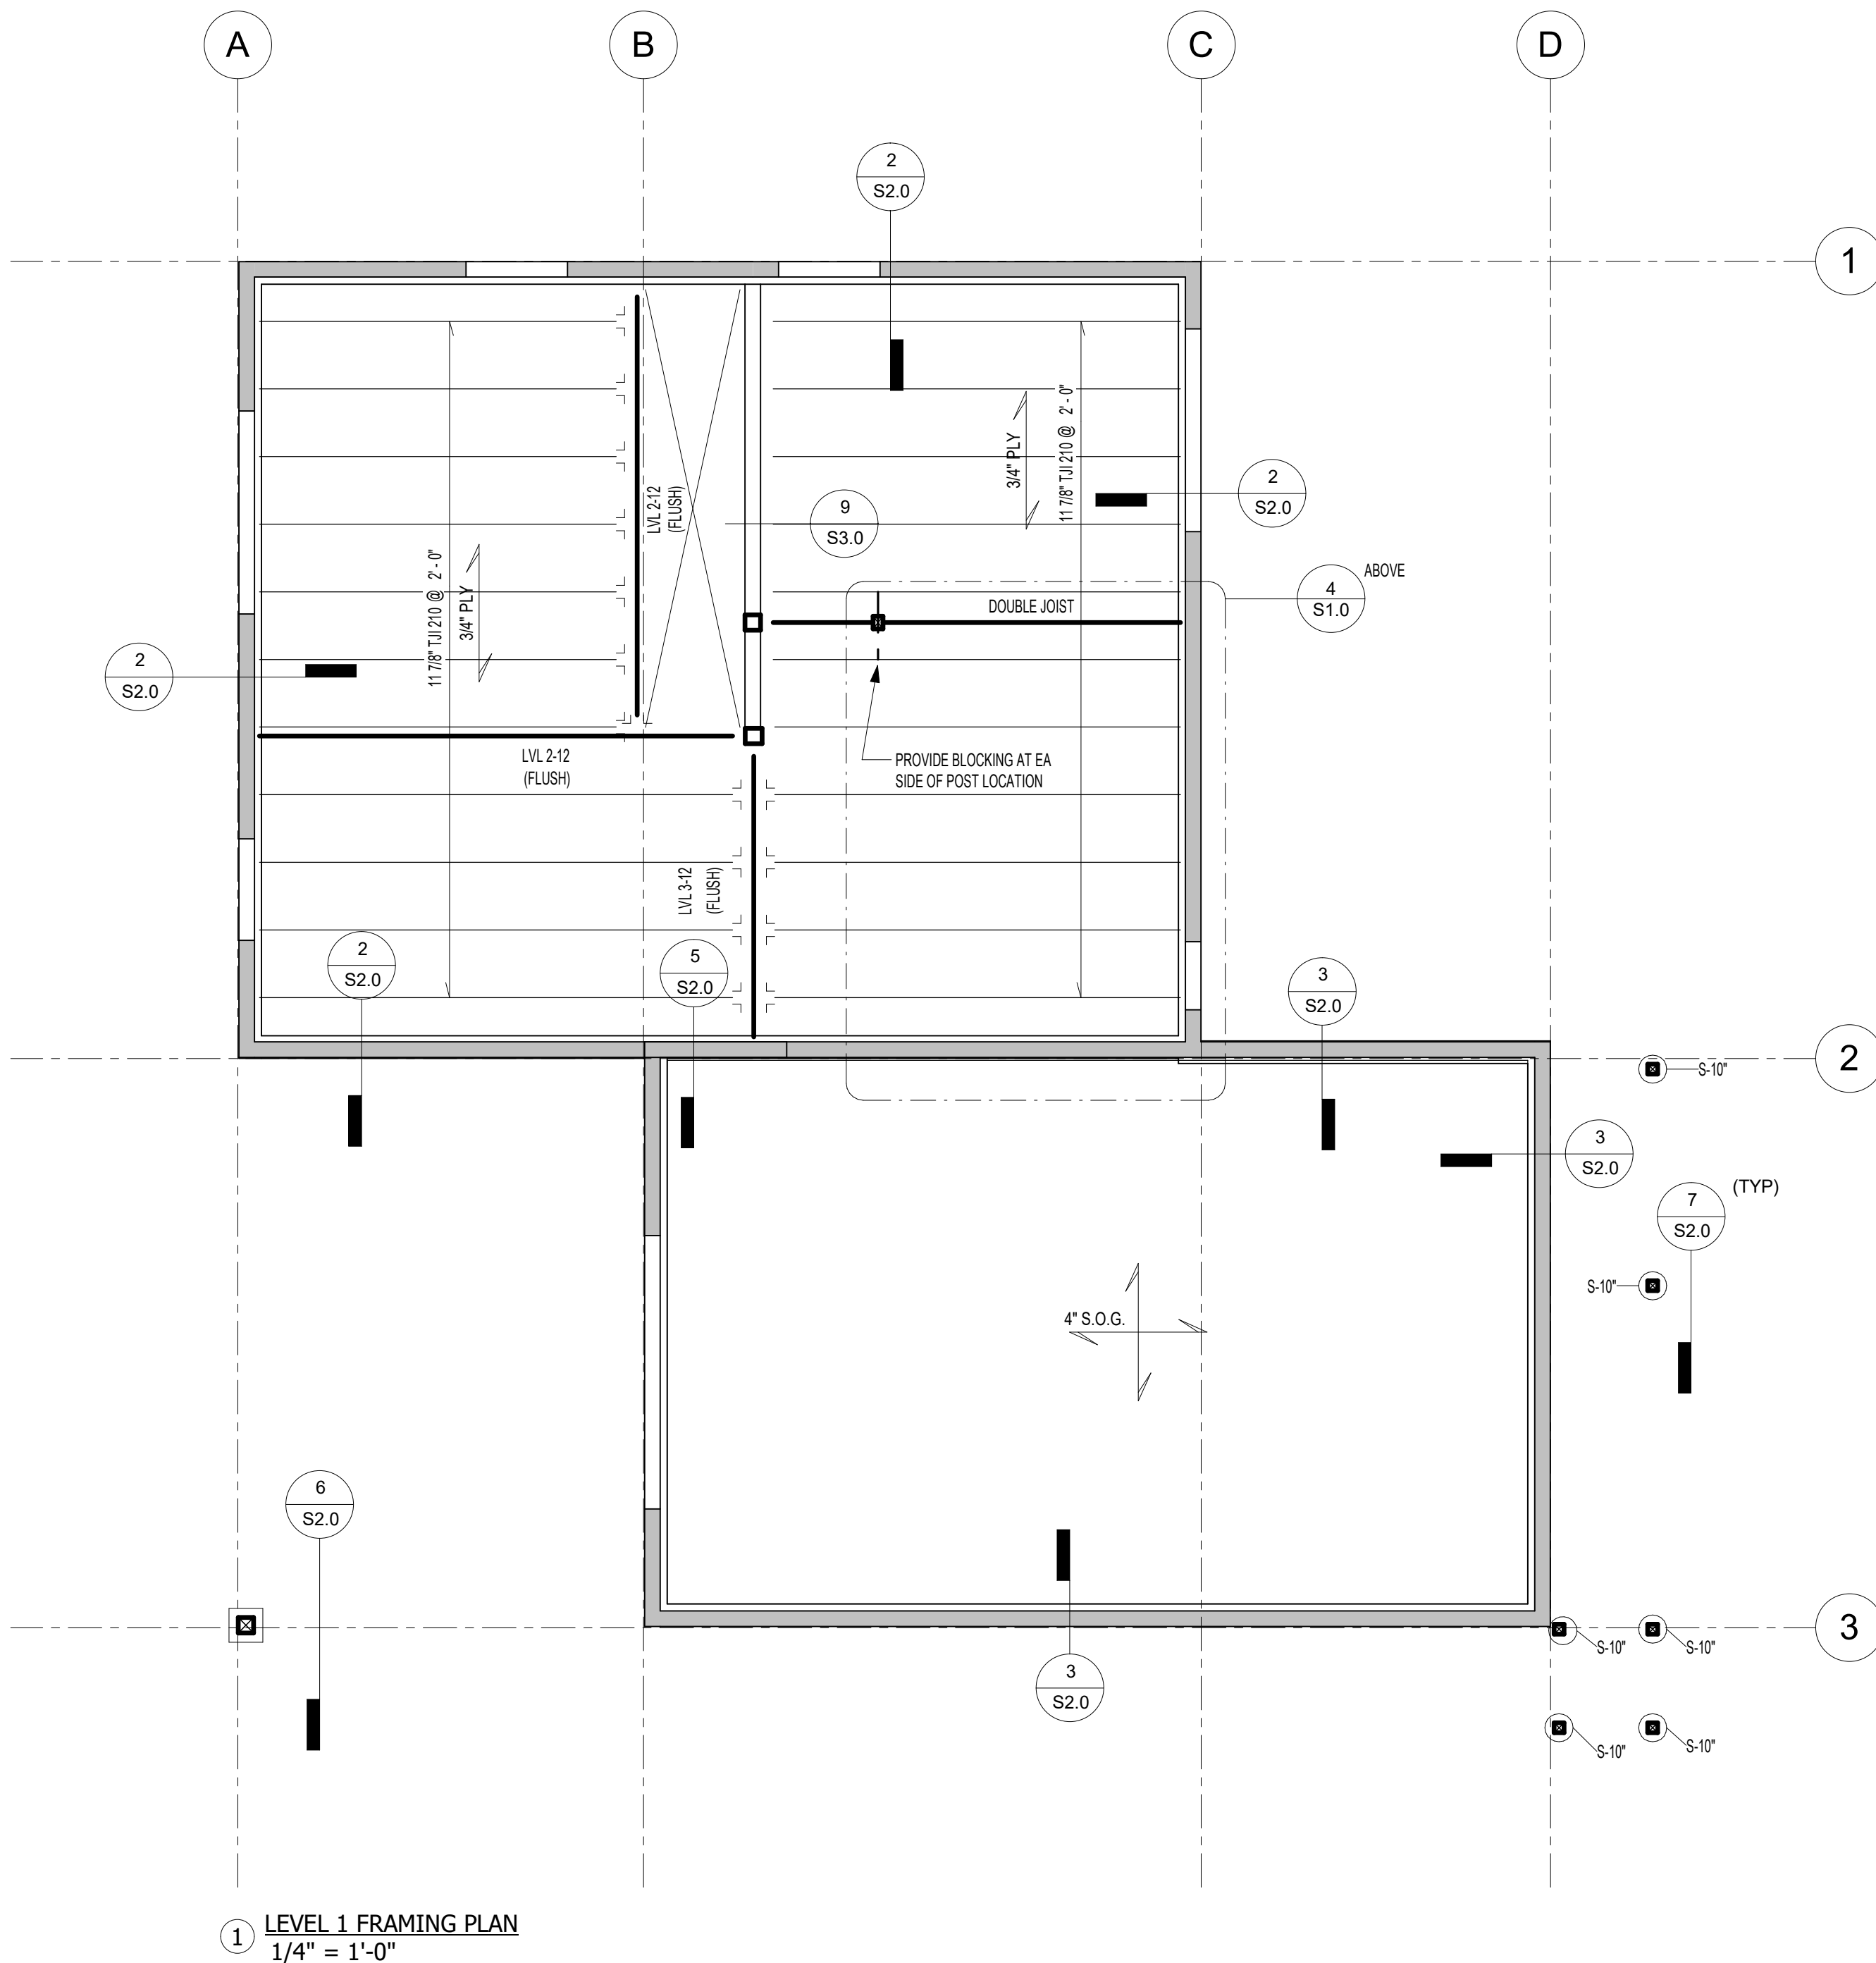 A
B
C
D
2
S2.0
1
LVL 2-12
(FLUSH)
3/4" PLY
11 7/8" TJI 210 @ 2' - 0"
2
S2.0
9
S3.0
ABOVE
4
S1.0
11 7/8" TJI 210 @ 2' - 0"
3/4" PLY
DOUBLE JOIST
2
S2.0
LVL 2-12
(FLUSH)
PROVIDE BLOCKING AT EA
SIDE OF POST LOCATION
LVL 3-12
(FLUSH)
2
S2.0
5
S2.0
3
S2.0
2
S-10"
3
S2.0
7
S2.0
(TYP)
S-10"
4" S.O.G.
6
S2.0
3
S-10"
S-10"
3
S2.0
S-10"
S-10"
1
LEVEL 1 FRAMING PLAN
1/4" = 1'-0"